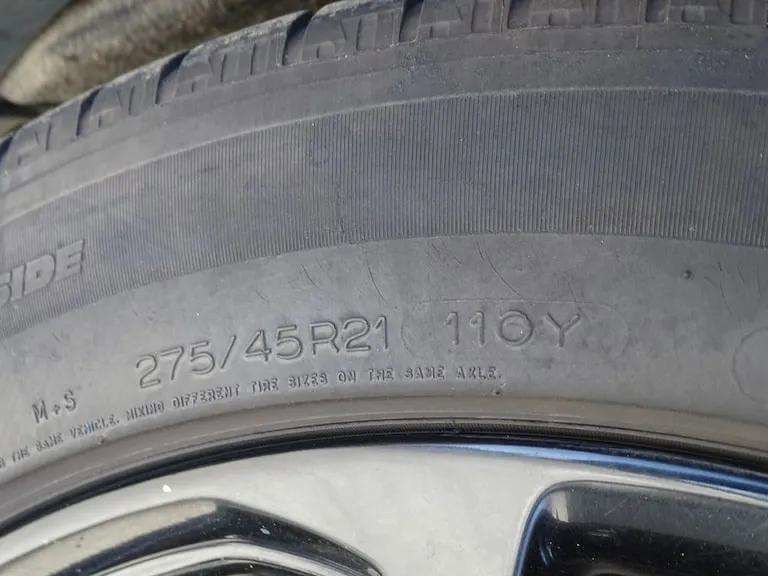 SIDE
275/45R21 110Y
M+S
THE SAME VEHICLE. MIXING DIFFERENT TIRE SIZES ON THE SAME AXLE.